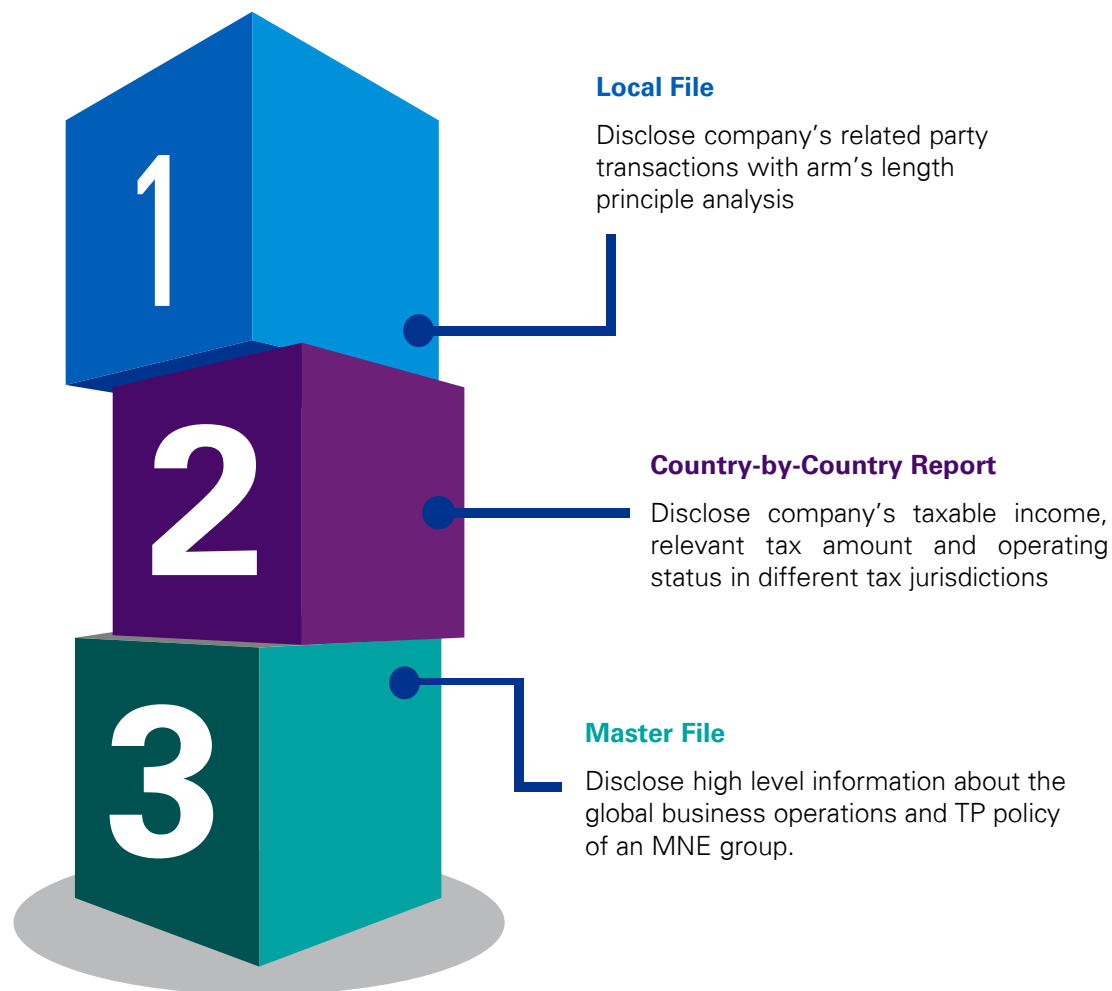 1
Local File
Disclose company's related party
transactions with arm's length
principle analysis
2
Country-by-Country Report
Disclose company's taxable income,
relevant tax amount and operating
status in different tax jurisdictions
3
Master File
Disclose high level information about the
global business operations and TP policy
of an MNE group.